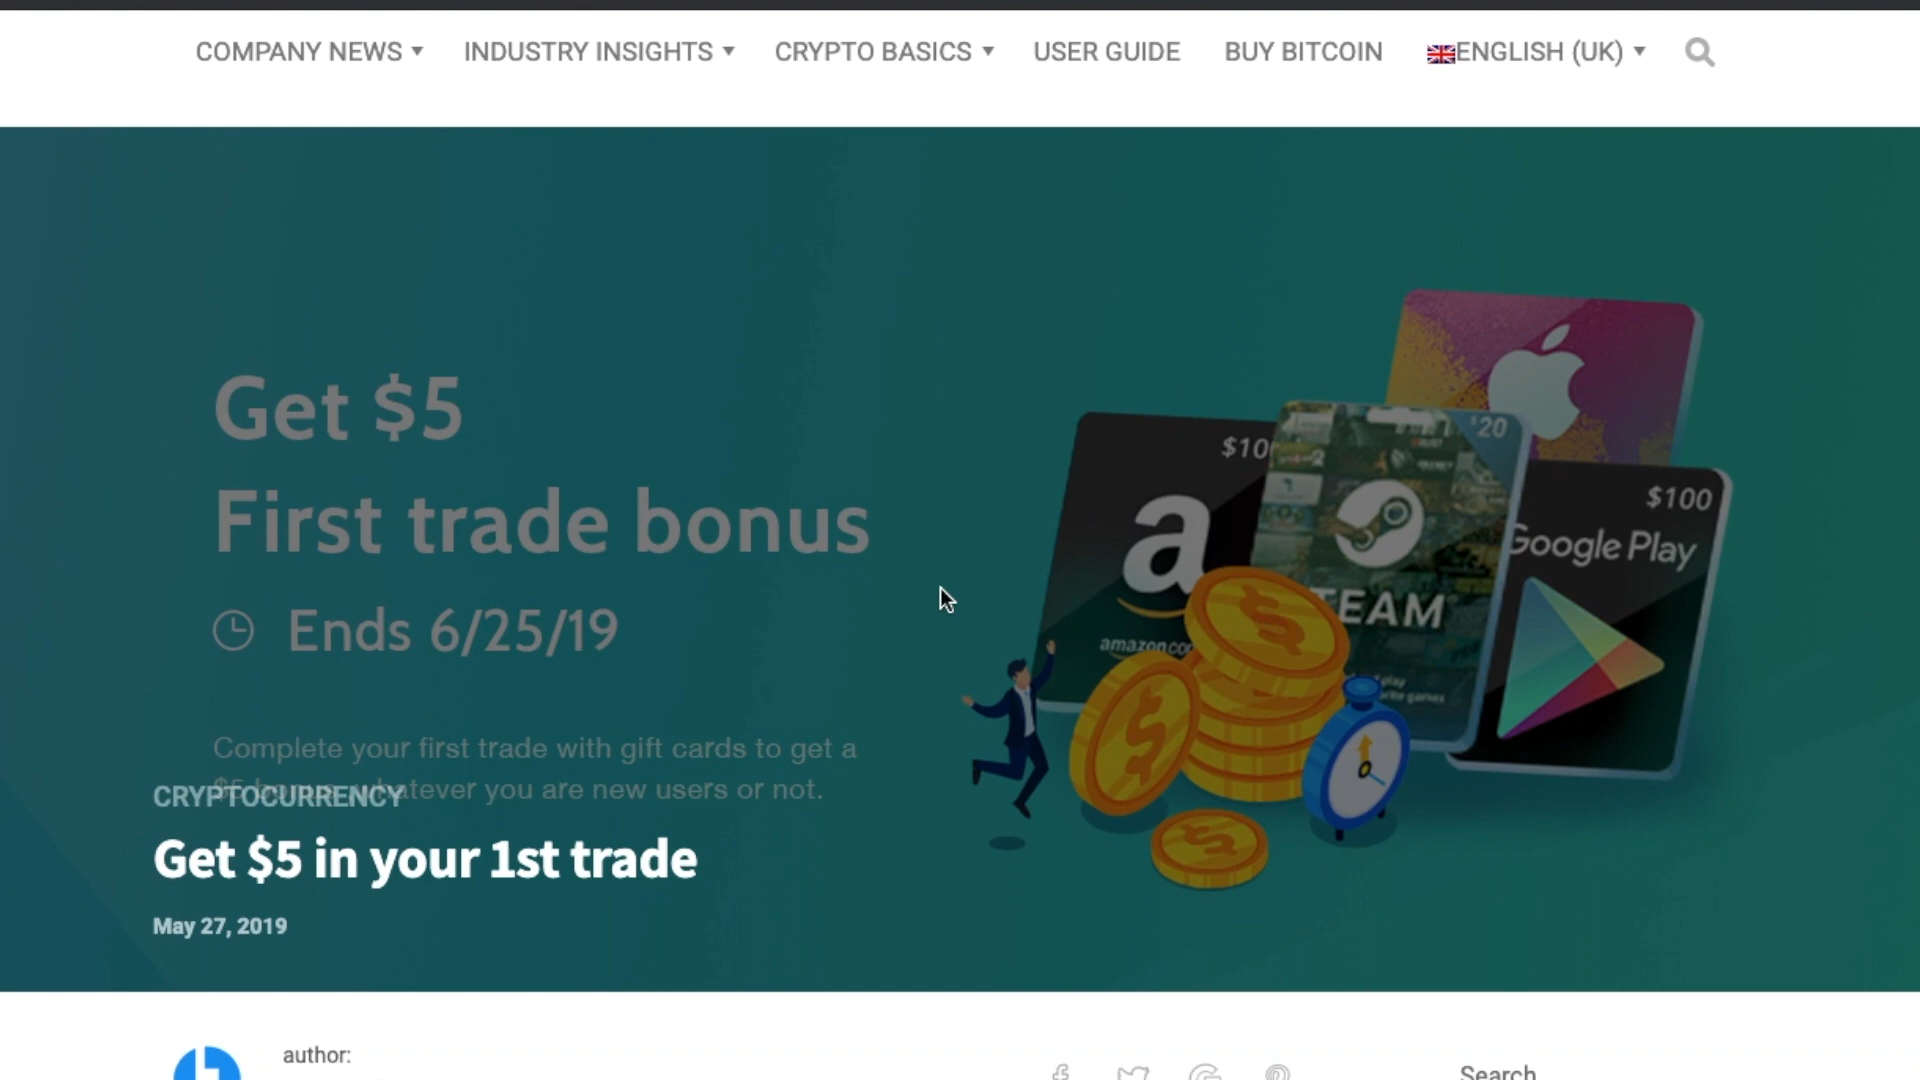 COMPANY NEWS INDUSTRY INSIGHTS CRYPTO BASICS USER GUIDE BUY BITCOIN ENGLISH (UK)
Get $5
First trade bonus
Ends 6/25/19
Complete your first trade with gift cards to get a
whatever you are new users or not.
CRYPTOCURRENCY
Get $5 in your 1st trade
May 27, 2019
$20
$100
Google Play
a
amazon.com
author:
Search